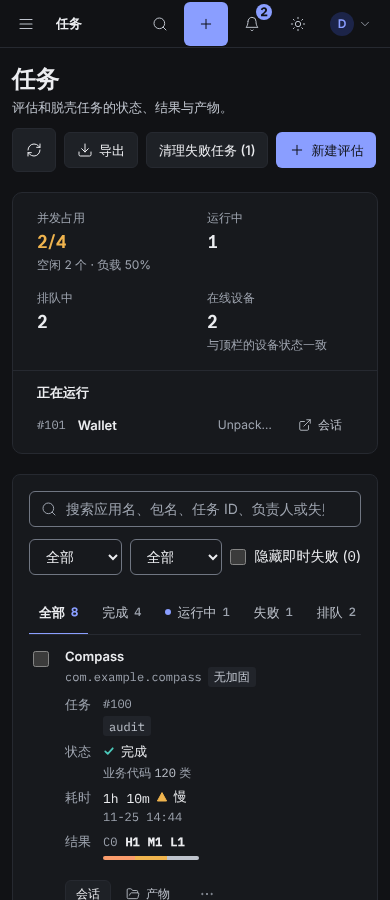 任务 2 D
任务
评估和脱壳任务的状态、结果与产物。
导出 清理失败任务 (1) 新建评估
并发占用 运行中
2/4 1
空闲 2 个 · 负载 50%
排队中 在线设备
2 2
与顶栏的设备状态一致
正在运行
#101 Wallet Unpack... 会话
搜索应用名、包名、任务 ID、负责人或失
全部 全部 隐藏即时失败 (0)
全部 8 完成 4 运行中 1 失败 1 排队 2
Compass
com.example.compass 无加固
任务 #100
audit
状态 完成
业务代码 120 类
耗时 1h 10m 慢
11-25 14:44
结果 C0 H1 M1 L1
会话 产物 ...